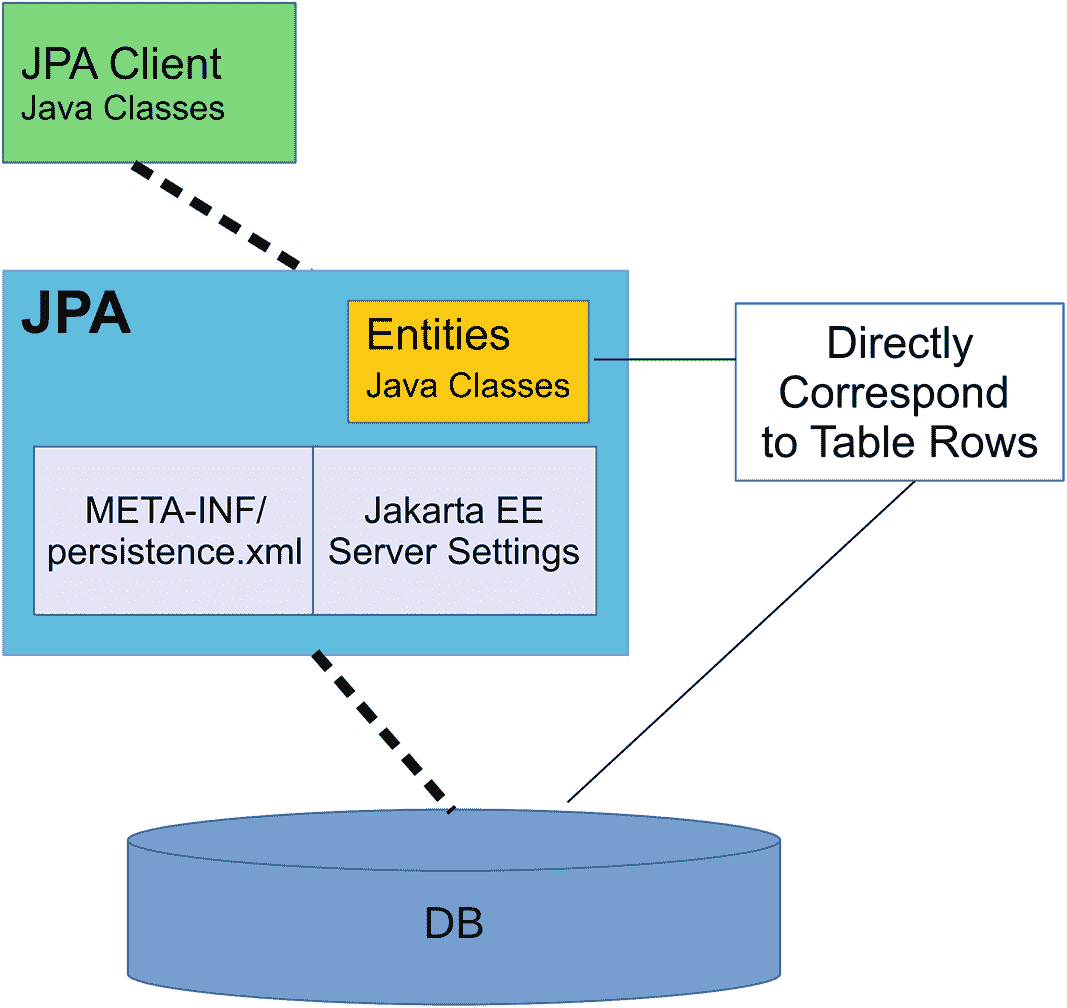 JPA Client
Java Classes
JPA
Entities
Java Classes
Directly
Correspond
to Table Rows
META-INF/
persistence.xml
Jakarta EE
Server Settings
DB